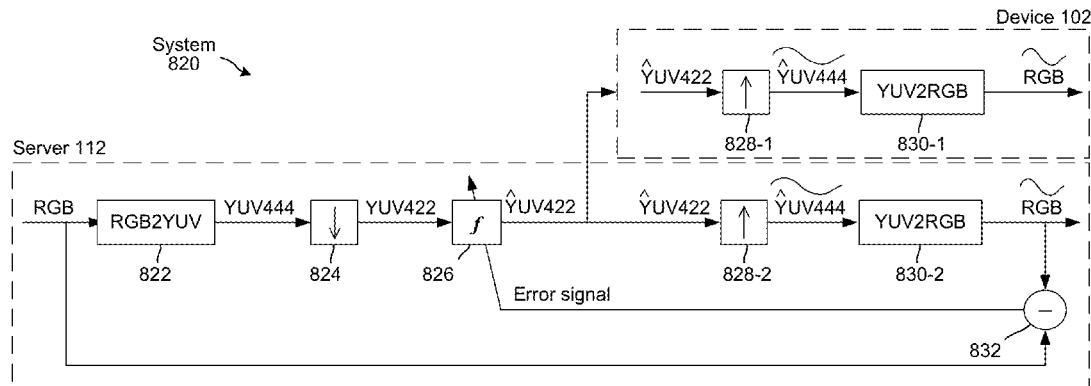 Device 102
System
820
ŶUV422
ŶUV444
YUV2RGB
RGB
828-1
830-1
Server 112
RGB
RGB2YUV
YUV444
YUV422
f
ŶUV422
ŶUV422
ŶUV444
YUV2RGB
RGB
822
824
826
828-2
830-2
Error signal
832